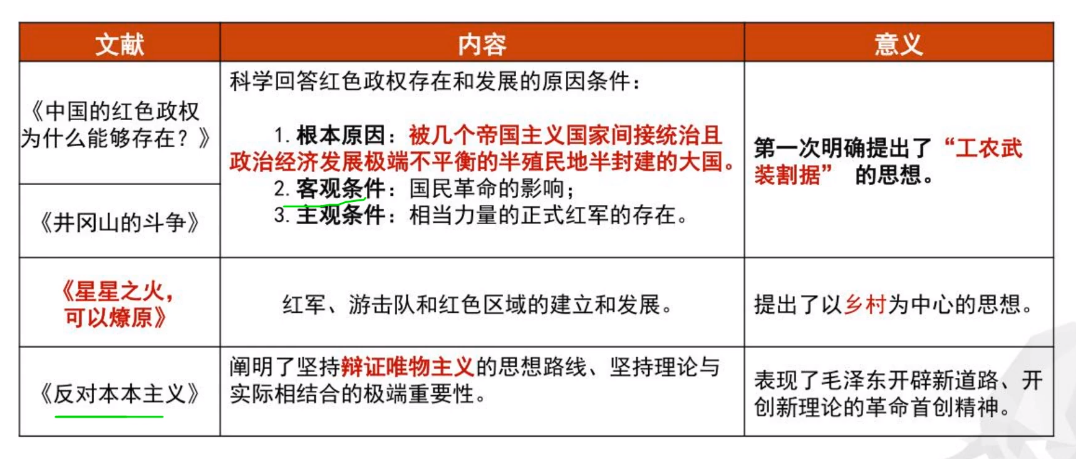 文献
内容
意义
《中国的红色政权
为什么能够存在？》
《井冈山的斗争》
科学回答红色政权存在和发展的原因条件：
1.根本原因：被几个帝国主义国家间接统治且
政治经济发展极端不平衡的半殖民地半封建的大国。
2.客观条件：国民革命的影响；
3.主观条件：相当力量的正式红军的存在。
第一次明确提出了“工农武
装割据” 的思想。
《星星之火，
可以燎原》
红军、游击队和红色区域的建立和发展。
提出了以乡村为中心的思想。
《反对本本主义》
阐明了坚持辩证唯物主义的思想路线、坚持理论与
实际相结合的极端重要性。
表现了毛泽东开辟新道路、开
创新理论的革命首创精神。